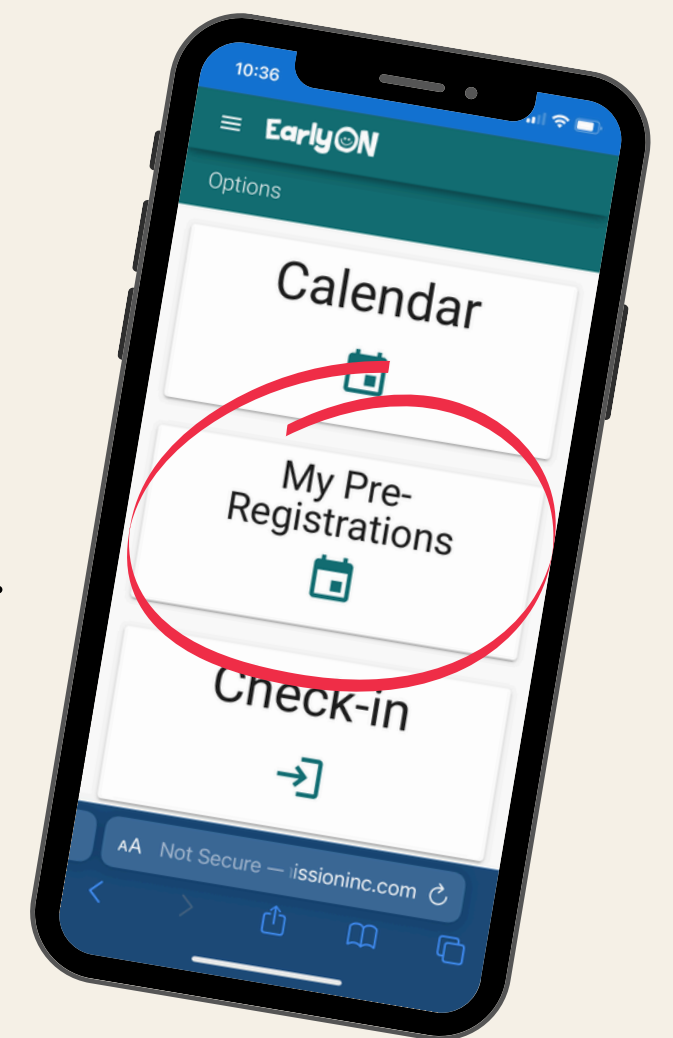 10:36
EarlyON
Options
Calendar
My Pre-
Registrations
Check-in
AA Not Secure — issioninc.com